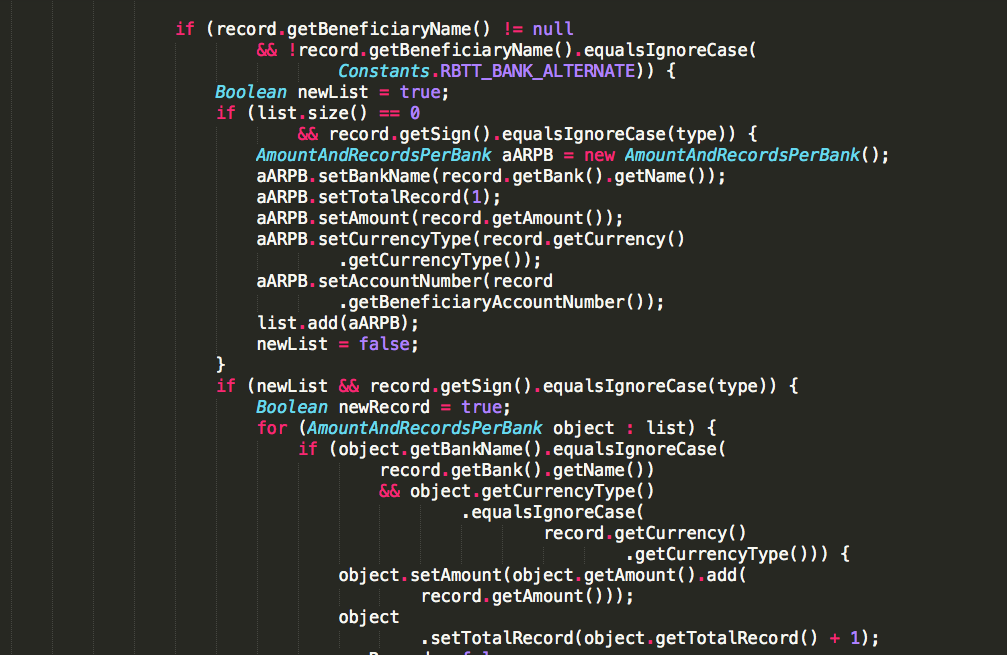 if (record.getBeneficiaryName() != null
&& !record.getBeneficiaryName().equalsIgnoreCase(
Constants.RBTT_BANK_ALTERNATE)) {
Boolean newList = true;
if (list.size() == 0
&& record.getSign().equalsIgnoreCase(type)) {
AmountAndRecordsPerBank aARPB = new AmountAndRecordsPerBank();
aARPB.setBankName(record.getBank().getName());
aARPB.setTotalRecord(1);
aARPB.setAmount(record.getAmount());
aARPB.setCurrencyType(record.getCurrency()
.getCurrencyType());
aARPB.setAccountNumber(record
.getBeneficiaryAccountNumber());
list.add(aARPB);
newList = false;
}
if (newList && record.getSign().equalsIgnoreCase(type)) {
Boolean newRecord = true;
for (AmountAndRecordsPerBank object : list) {
if (object.getBankName().equalsIgnoreCase(
record.getBank().getName())
&& object.getCurrencyType()
.equalsIgnoreCase(
record.getCurrency()
.getCurrencyType())) {
object.setAmount(object.getAmount().add(
record.getAmount()));
object
.setTotalRecord(object.getTotalRecord() + 1);